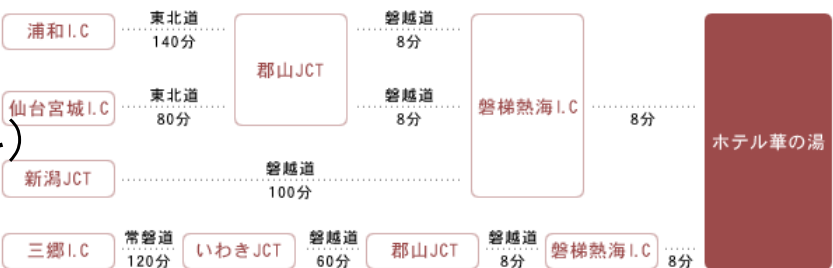 浦和I.C 東北道 140分 郡山JCT 磐越道 8分 磐梯熱海I.C 8分 ホテル華の湯
仙台宮城I.C 東北道 80分 磐越道 8分
新潟JCT 磐越道 100分
三郷I.C 常磐道 120分 いわきJCT 磐越道 60分 郡山JCT 磐越道 8分 磐梯熱海I.C 8分